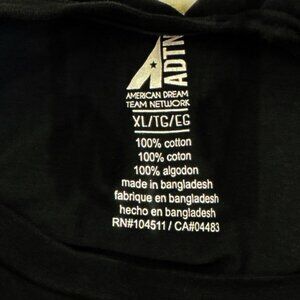 ADTN
AMERICAN DREAM
TEAM NETWORK
XL/TG/EG
100% cotton
100% coton
100% algodon
made in bangladesh
fabrique en bangladesh
hecho en bangladesh
RN#104511 / CA#04483